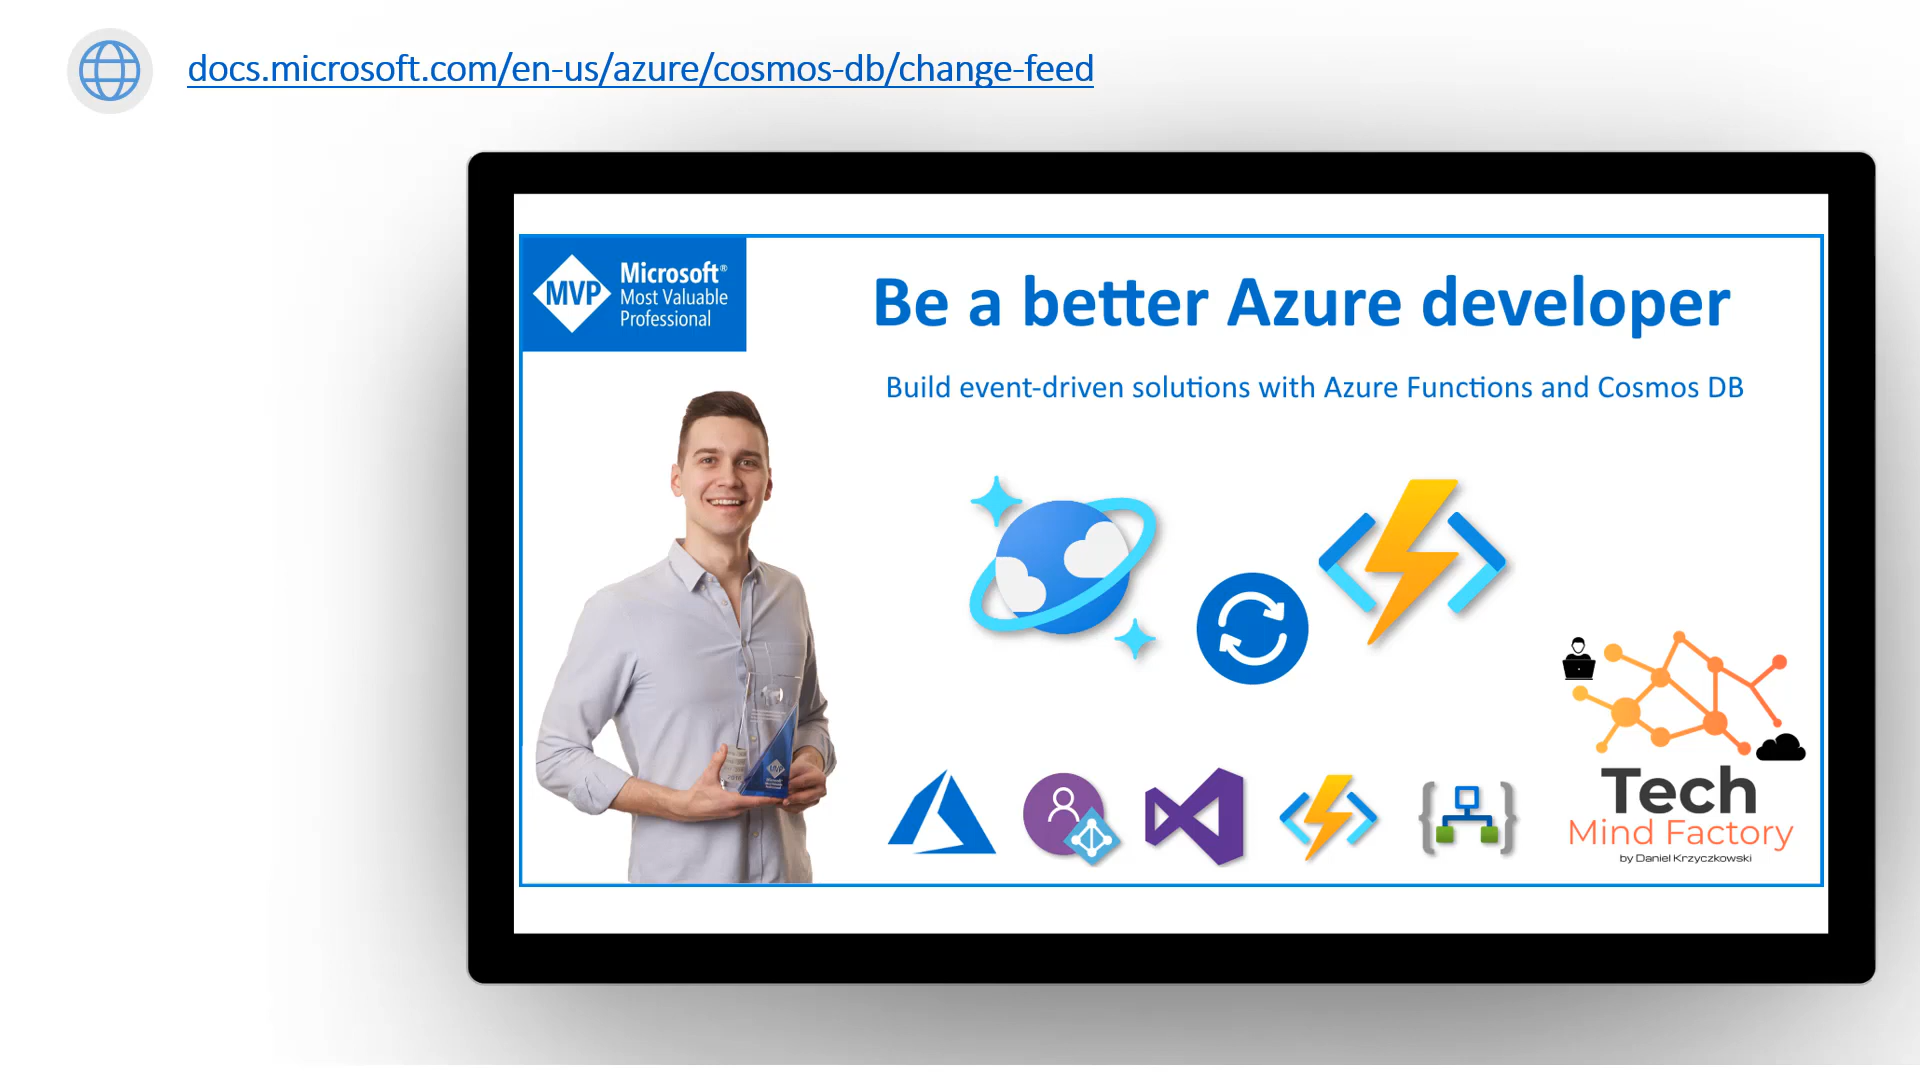 docs.microsoft.com/en-us/azure/cosmos-db/change-feed
MVP
Microsoft®
Most Valuable
Professional
Be a better Azure developer
Build event-driven solutions with Azure Functions and Cosmos DB
MVP
Tech
Mind Factory
by Daniel Krzyczkowski